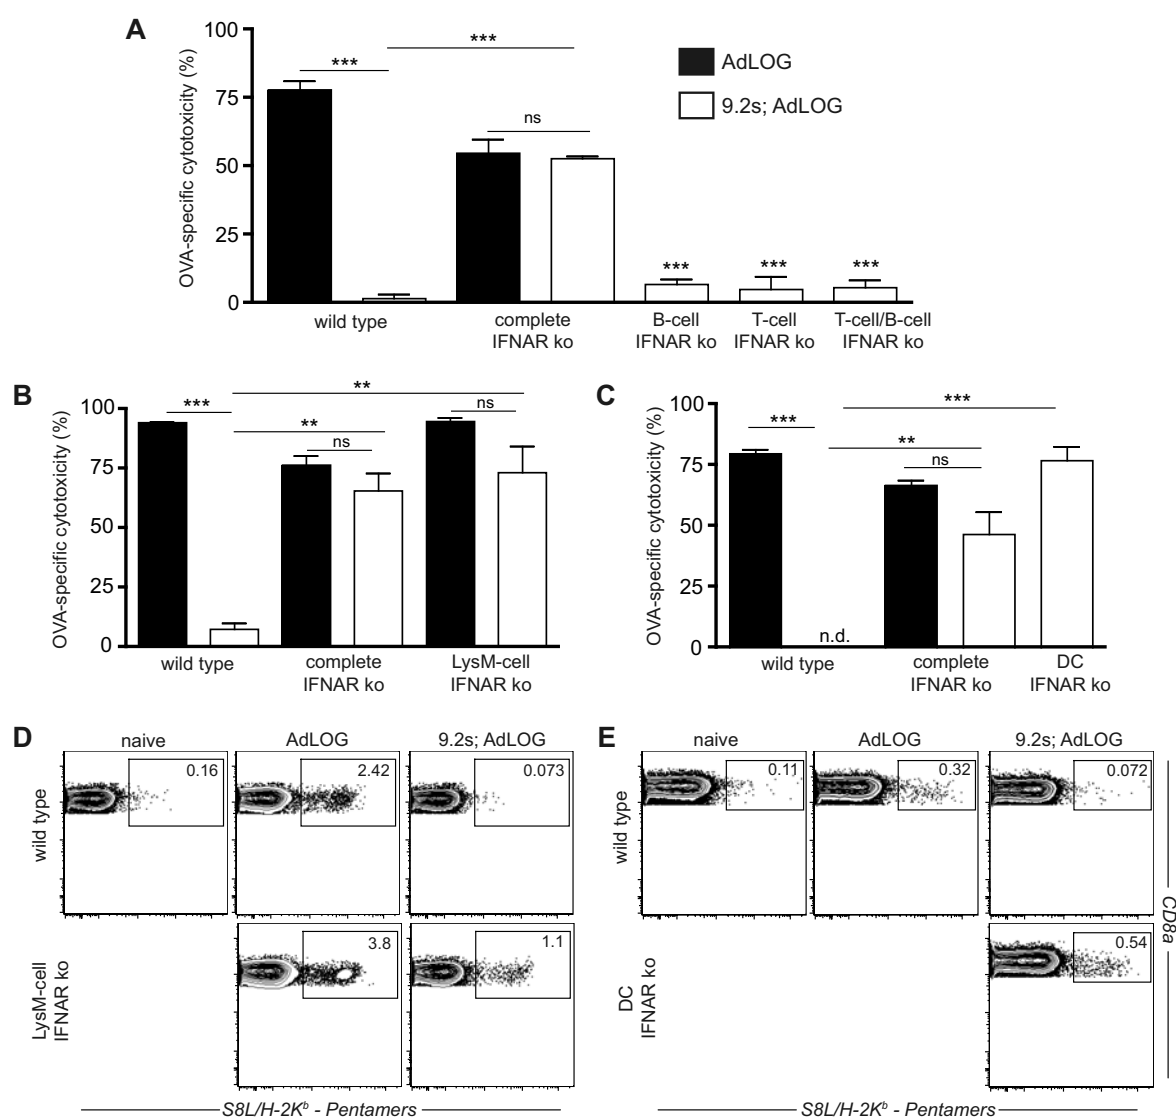 A
OVA-specific cytotoxicity (%)
100
75
50
25
0
***
***
ns
***
***
***
AdLOG
9.2s; AdLOG
wild type
complete
IFNAR ko
B-cell
IFNAR ko
T-cell
IFNAR ko
T-cell/B-cell
IFNAR ko
B
OVA-specific cytotoxicity (%)
100
75
50
25
0
***
**
**
ns
ns
wild type
complete
IFNAR ko
LysM-cell
IFNAR ko
C
OVA-specific cytotoxicity (%)
100
75
50
25
0
***
***
**
ns
n.d.
wild type
complete
IFNAR ko
DC
IFNAR ko
D
naive
AdLOG
9.2s; AdLOG
wild type
0.16
2.42
0.073
LysM-cell
IFNAR ko
3.8
1.1
S8L/H-2Kᵇ - Pentamers
E
naive
AdLOG
9.2s; AdLOG
wild type
0.11
0.32
0.072
DC
IFNAR ko
0.54
CD8a
S8L/H-2Kᵇ - Pentamers